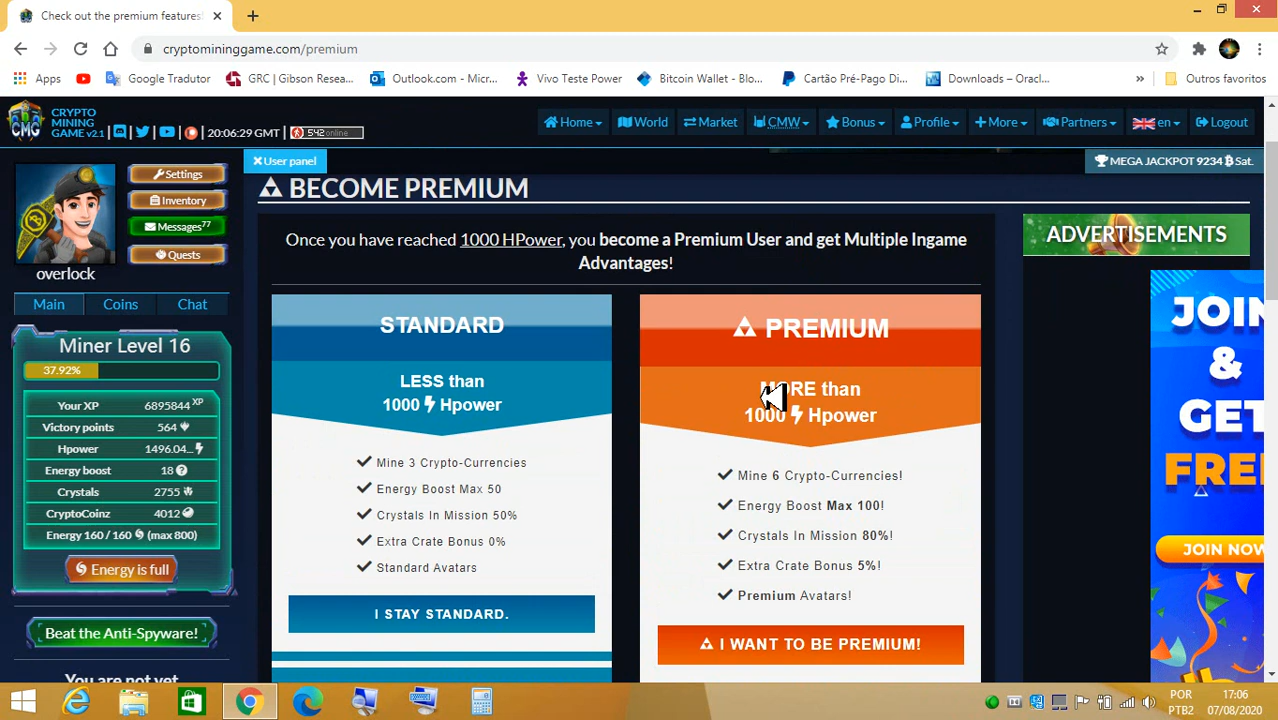 Check out the premium features!
cryptomininggame.com/premium
Apps
Google Tradutor
GRC | Gibson Resea...
Outlook.com - Micr...
Vivo Teste Power
Bitcoin Wallet - Blo...
Cartão Pré-Pago Di...
Downloads – Oracl...
»
Outros favoritos
CMG
CRYPTO
MINING
GAME v2.1
20:06:29 GMT
542 online
Home
World
Market
CMW
Bonus
Profile
+More
Partners
en
Logout
User panel
MEGA JACKPOT 9234 Sat.
Settings
Inventory
Messages77
Quests
overlock
Main
Coins
Chat
Miner Level 16
37.92%
Your XP 6895844 XP
Victory points 564
Hpower 1496.04...
Energy boost 18
Crystals 2755
CryptoCoinz 4012
Energy 160 / 160 (max 800)
Energy is full
Beat the Anti-Spyware!
You are not yet
BECOME PREMIUM
Once you have reached 1000 HPower, you become a Premium User and get Multiple Ingame
Advantages!
STANDARD
LESS than
1000 Hpower
Mine 3 Crypto-Currencies
Energy Boost Max 50
Crystals In Mission 50%
Extra Crate Bonus 0%
Standard Avatars
I STAY STANDARD.
PREMIUM
MORE than
1000 Hpower
Mine 6 Crypto-Currencies!
Energy Boost Max 100!
Crystals In Mission 80%!
Extra Crate Bonus 5%!
Premium Avatars!
I WANT TO BE PREMIUM!
ADVERTISEMENTS
JOIN
&
GET
FREE
JOIN NOW
POR
PTB2
17:06
07/08/2020